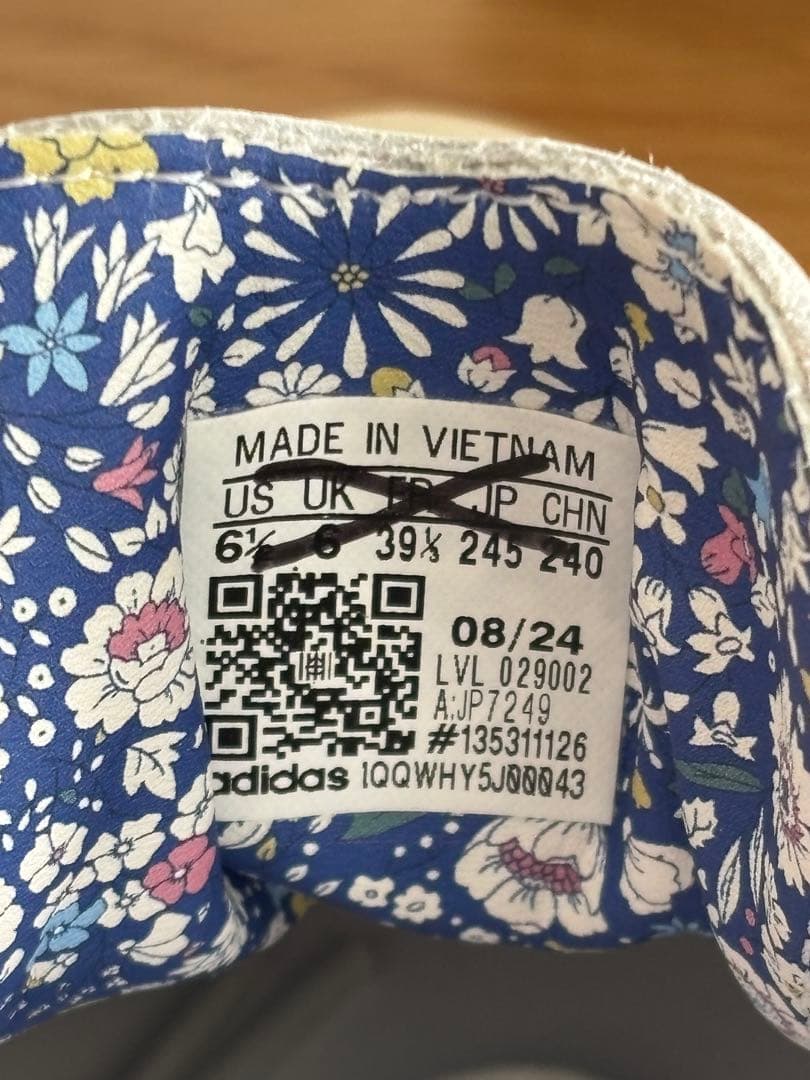 MADE IN VIETNAM
US UK FR JP CHN
6½ 6 39⅓ 245 240
08/24
LVL 029002
A:JP7249
#135311126
adidas 1QQWHY5J00043